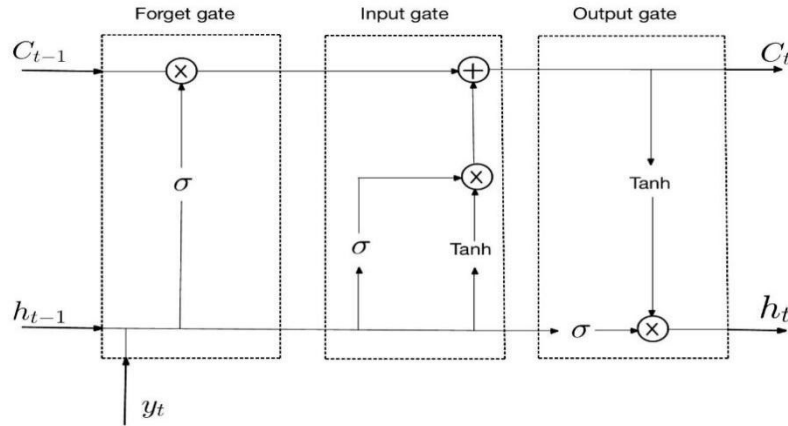 Forget gate Input gate Output gate
C_{t-1} × + C_t
σ × Tanh
σ Tanh
h_{t-1} σ × h_t
y_t